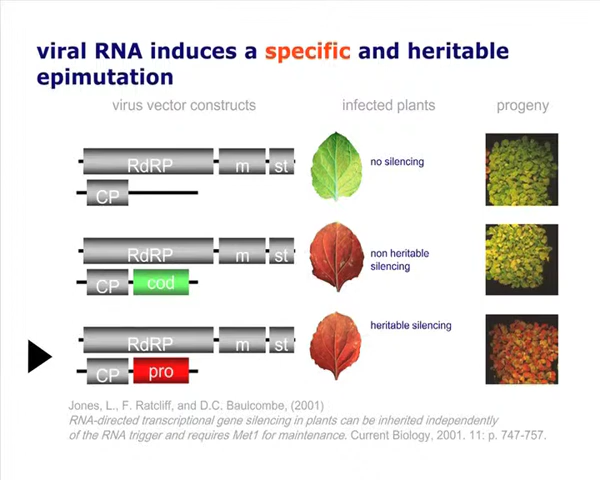 viral RNA induces a specific and heritable
epimutation
virus vector constructs infected plants progeny
RdRP m st
CP
no silencing
RdRP m st
CP cod
non heritable
silencing
RdRP m st
CP pro
heritable silencing
Jones, L., F. Ratcliff, and D.C. Baulcombe, (2001)
RNA-directed transcriptional gene silencing in plants can be inherited independently
of the RNA trigger and requires Met1 for maintenance. Current Biology, 2001. 11: p. 747-757.